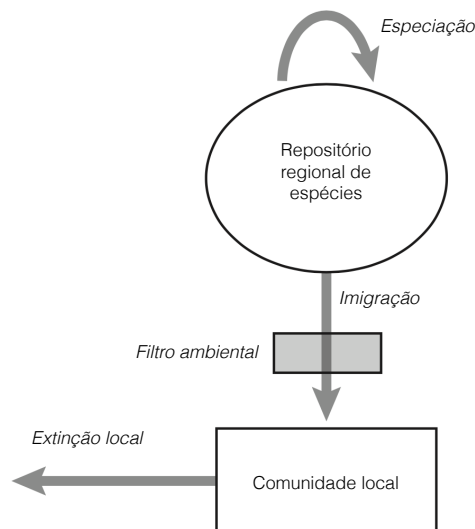 Especiação
Repositório
regional de
espécies
Imigração
Filtro ambiental
Extinção local
Comunidade local